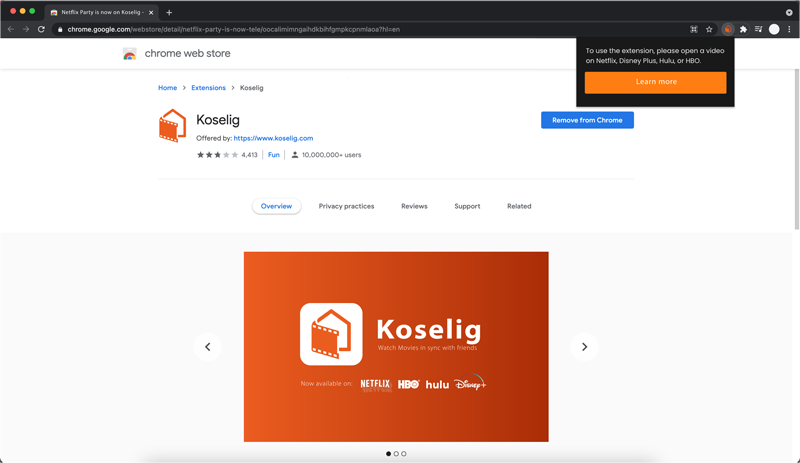 Netflix Party is now on Koselig -
chrome.google.com/webstore/detail/netflix-party-is-now-tele/oocalimimngaihdkbihfgmpkcpnmlaoa?hl=en
chrome web store
To use the extension, please open a video
on Netflix, Disney Plus, Hulu, or HBO.
Learn more
Home
Extensions
Koselig
Koselig
Remove from Chrome
Offered by: https://www.koselig.com
4,413
Fun
10,000,000+ users
Overview
Privacy practices
Reviews
Support
Related
Koselig
Watch Movies in sync with friends
Now available on: NETFLIX HBO hulu Disney+